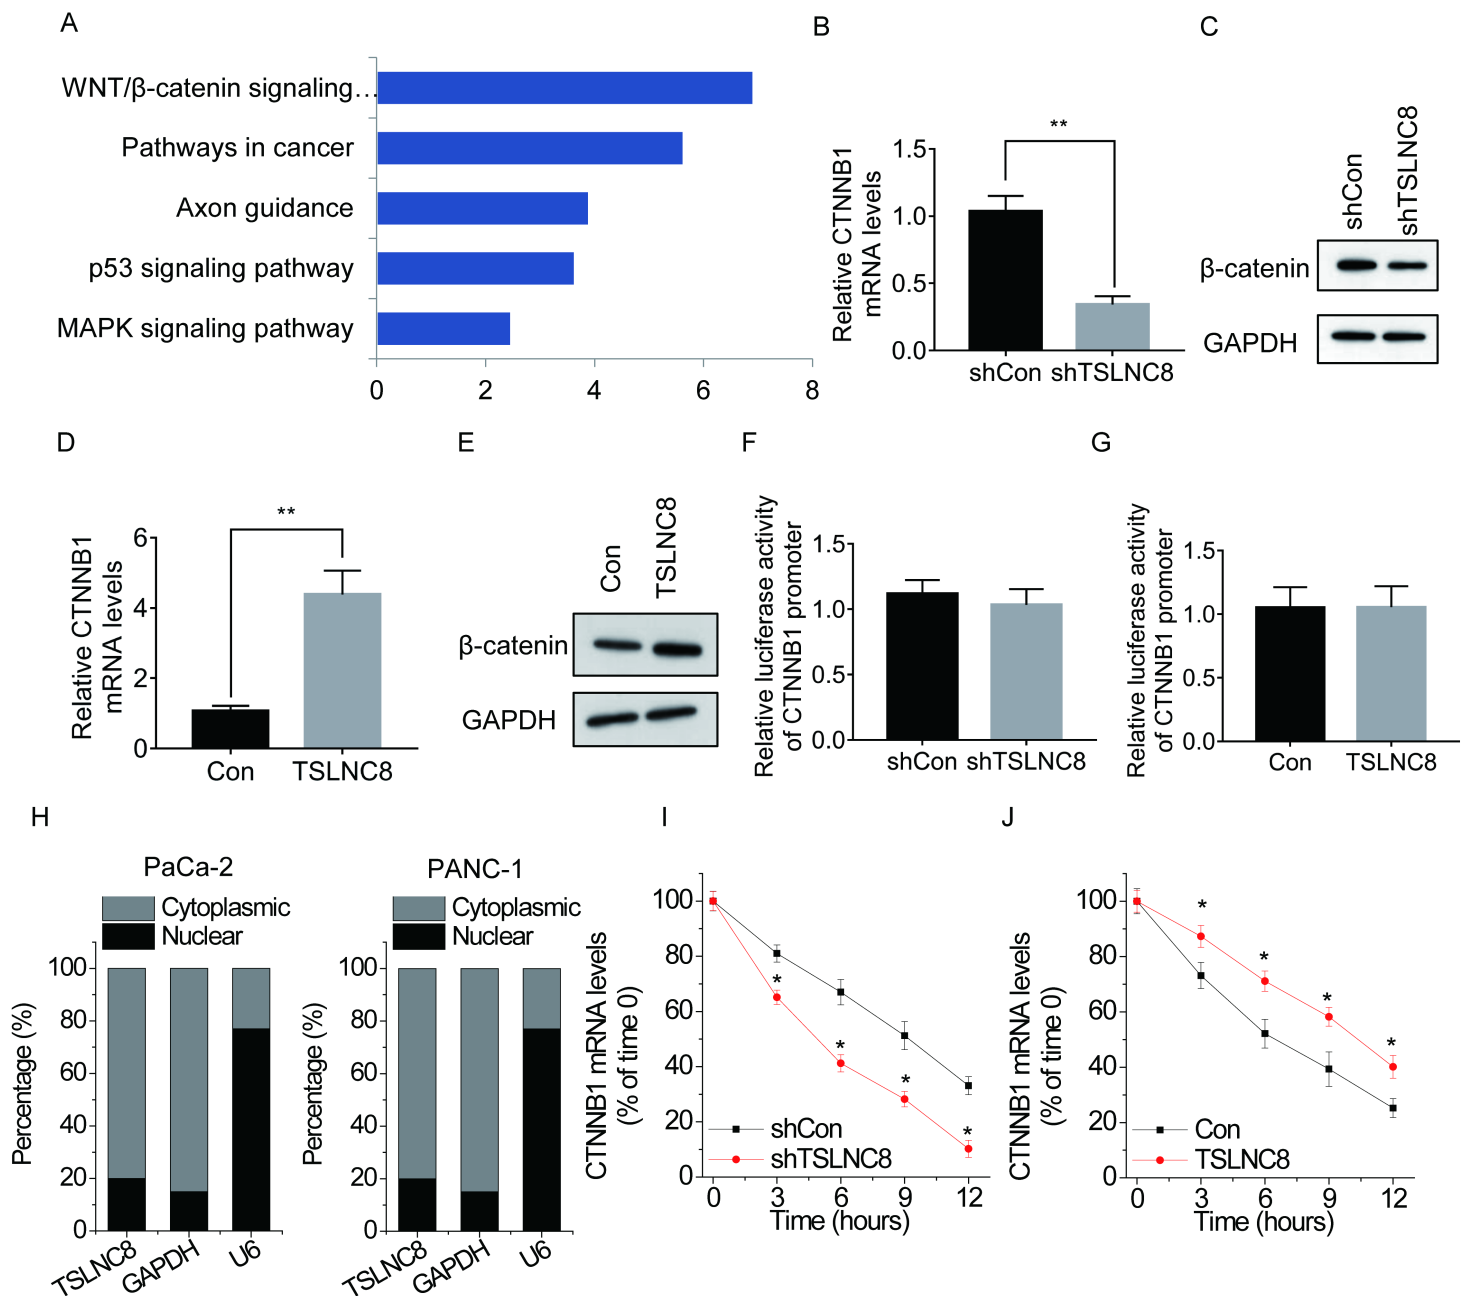 A
WNT/β-catenin signaling...
Pathways in cancer
Axon guidance
p53 signaling pathway
MAPK signaling pathway
0 2 4 6 8
B
Relative CTNNB1
mRNA levels
1.5
1.0
0.5
0.0
**
shCon shTSLNC8
C
shCon shTSLNC8
β-catenin
GAPDH
D
Relative CTNNB1
mRNA levels
6
4
2
0
**
Con TSLNC8
E
Con TSLNC8
β-catenin
GAPDH
F
Relative luciferase activity
of CTNNB1 promoter
1.5
1.0
0.5
0.0
shCon shTSLNC8
G
Relative luciferase activity
of CTNNB1 promoter
1.5
1.0
0.5
0.0
Con TSLNC8
H
PaCa-2
Cytoplasmic
Nuclear
Percentage (%)
100
80
60
40
20
0
TSLNC8 GAPDH U6
PANC-1
Cytoplasmic
Nuclear
Percentage (%)
100
80
60
40
20
0
TSLNC8 GAPDH U6
I
CTNNB1 mRNA levels
(% of time 0)
100
80
60
40
20
0
*
*
*
*
shCon
shTSLNC8
0 3 6 9 12
Time (hours)
J
CTNNB1 mRNA levels
(% of time 0)
100
80
60
40
20
0
*
*
*
*
Con
TSLNC8
0 3 6 9 12
Time (hours)